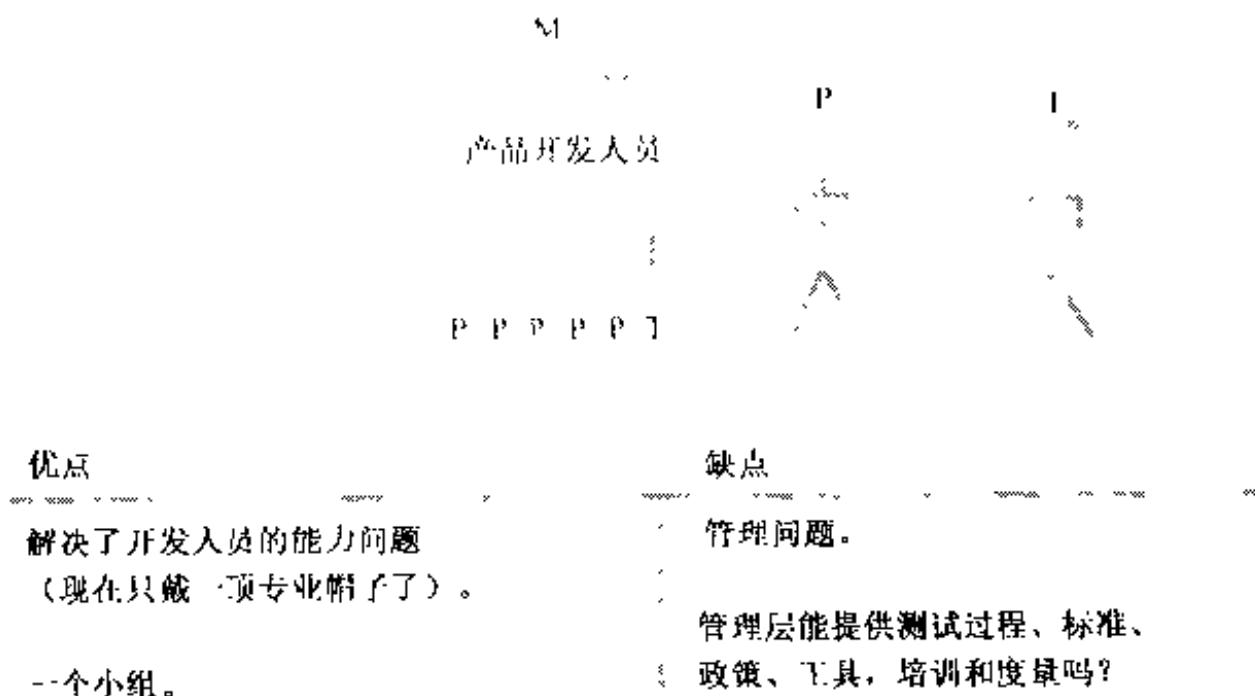 M
P
产品开发人员
P P P P P T
优点
缺点
解决了开发人员的能力问题
(现在只戴一顶专业帽子了)。
一个小组。
管理问题。
管理层能提供测试过程、标准、
政策、工具，培训和度量吗?